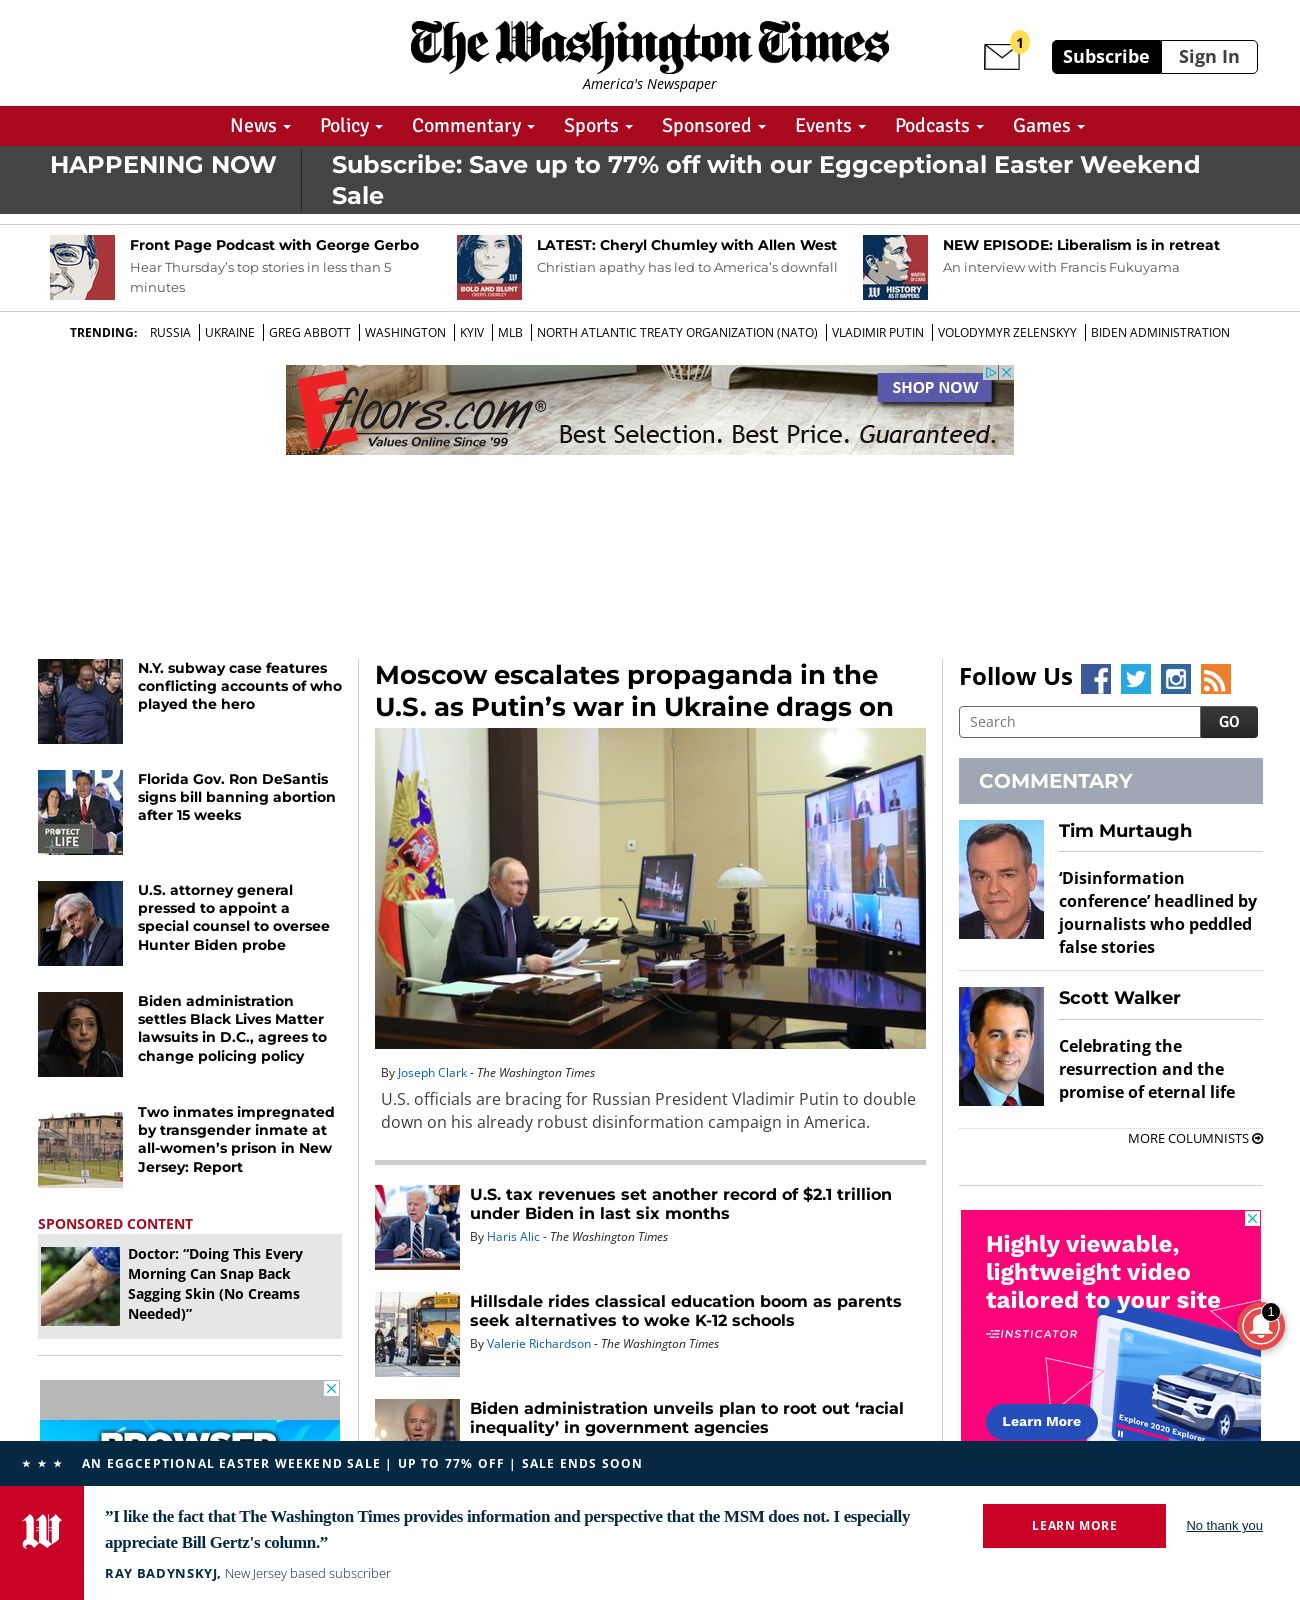 The Washington Times
America's Newspaper
1
Subscribe
Sign In
News
Policy
Commentary
Sports
Sponsored
Events
Podcasts
Games
HAPPENING NOW
Subscribe: Save up to 77% off with our Eggceptional Easter Weekend
Sale
Front Page Podcast with George Gerbo
Hear Thursday’s top stories in less than 5
minutes
BOLD AND BLUNT
CHERYL CHUMLEY
LATEST: Cheryl Chumley with Allen West
Christian apathy has led to America’s downfall
MARTIN DI CARO
HISTORY
AS IT HAPPENS
NEW EPISODE: Liberalism is in retreat
An interview with Francis Fukuyama
TRENDING: RUSSIA UKRAINE GREG ABBOTT WASHINGTON KYIV MLB NORTH ATLANTIC TREATY ORGANIZATION (NATO) VLADIMIR PUTIN VOLODYMYR ZELENSKYY BIDEN ADMINISTRATION
Efloors.com®
Values Online Since '99
SHOP NOW
Best Selection. Best Price. Guaranteed.
N.Y. subway case features
conflicting accounts of who
played the hero
PROTECT
LIFE
Florida Gov. Ron DeSantis
signs bill banning abortion
after 15 weeks
U.S. attorney general
pressed to appoint a
special counsel to oversee
Hunter Biden probe
Biden administration
settles Black Lives Matter
lawsuits in D.C., agrees to
change policing policy
Two inmates impregnated
by transgender inmate at
all-women’s prison in New
Jersey: Report
SPONSORED CONTENT
Doctor: “Doing This Every
Morning Can Snap Back
Sagging Skin (No Creams
Needed)”
BROWSER
Moscow escalates propaganda in the
U.S. as Putin’s war in Ukraine drags on
By Joseph Clark - The Washington Times
U.S. officials are bracing for Russian President Vladimir Putin to double
down on his already robust disinformation campaign in America.
U.S. tax revenues set another record of $2.1 trillion
under Biden in last six months
By Haris Alic - The Washington Times
SCHOOL BUS
Hillsdale rides classical education boom as parents
seek alternatives to woke K-12 schools
By Valerie Richardson - The Washington Times
Biden administration unveils plan to root out ‘racial
inequality’ in government agencies
Follow Us
Search
GO
COMMENTARY
Tim Murtaugh
‘Disinformation
conference’ headlined by
journalists who peddled
false stories
Scott Walker
Celebrating the
resurrection and the
promise of eternal life
MORE COLUMNISTS
Highly viewable,
lightweight video
tailored to your site
INSTICATOR
1
Learn More
Explore 2020 Explorer
AN EGGCEPTIONAL EASTER WEEKEND SALE | UP TO 77% OFF | SALE ENDS SOON
W
”I like the fact that The Washington Times provides information and perspective that the MSM does not. I especially
appreciate Bill Gertz's column.”
RAY BADYNSKYJ, New Jersey based subscriber
LEARN MORE
No thank you